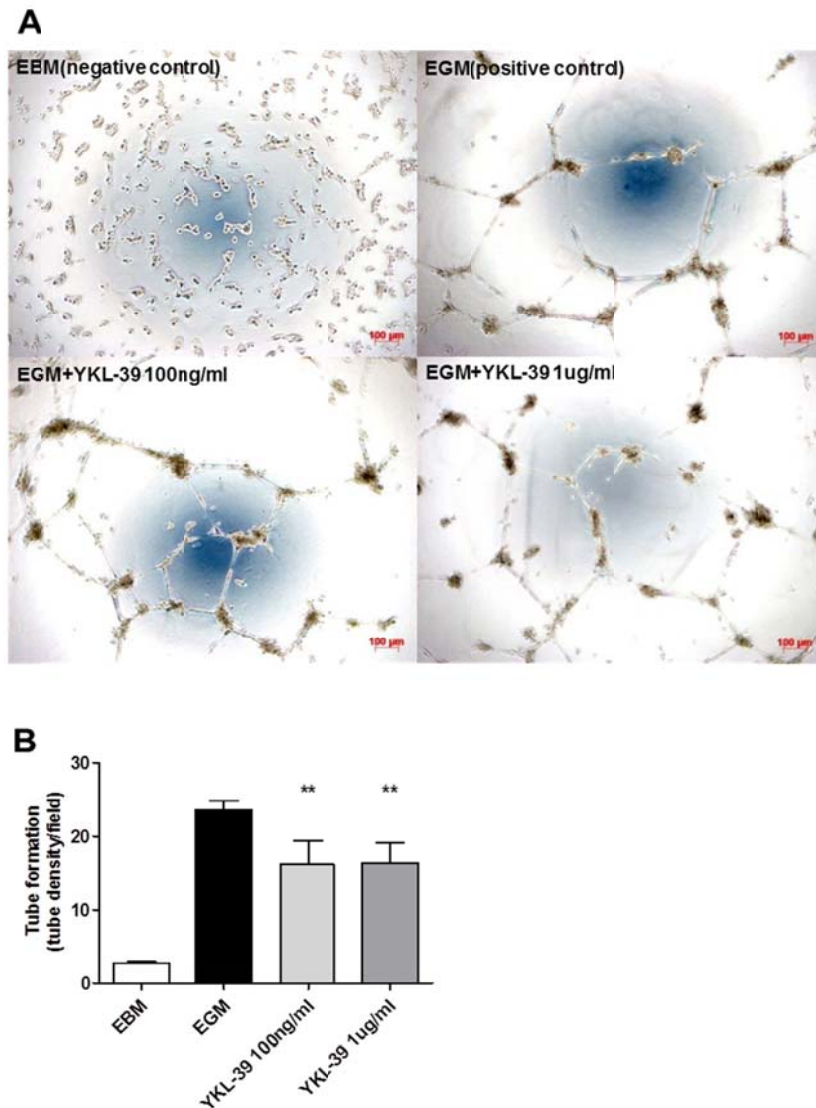 A
EBM(negative control)
EGM(positive control)
100 µm
100 µm
EGM+YKL-39 100ng/ml
EGM+YKL-39 1ug/ml
100 µm
100 µm
B
Tube formation
(tube density/field)
30
20
10
0
**
**
EBM
EGM
YKL-39 100ng/ml
YKL-39 1ug/ml